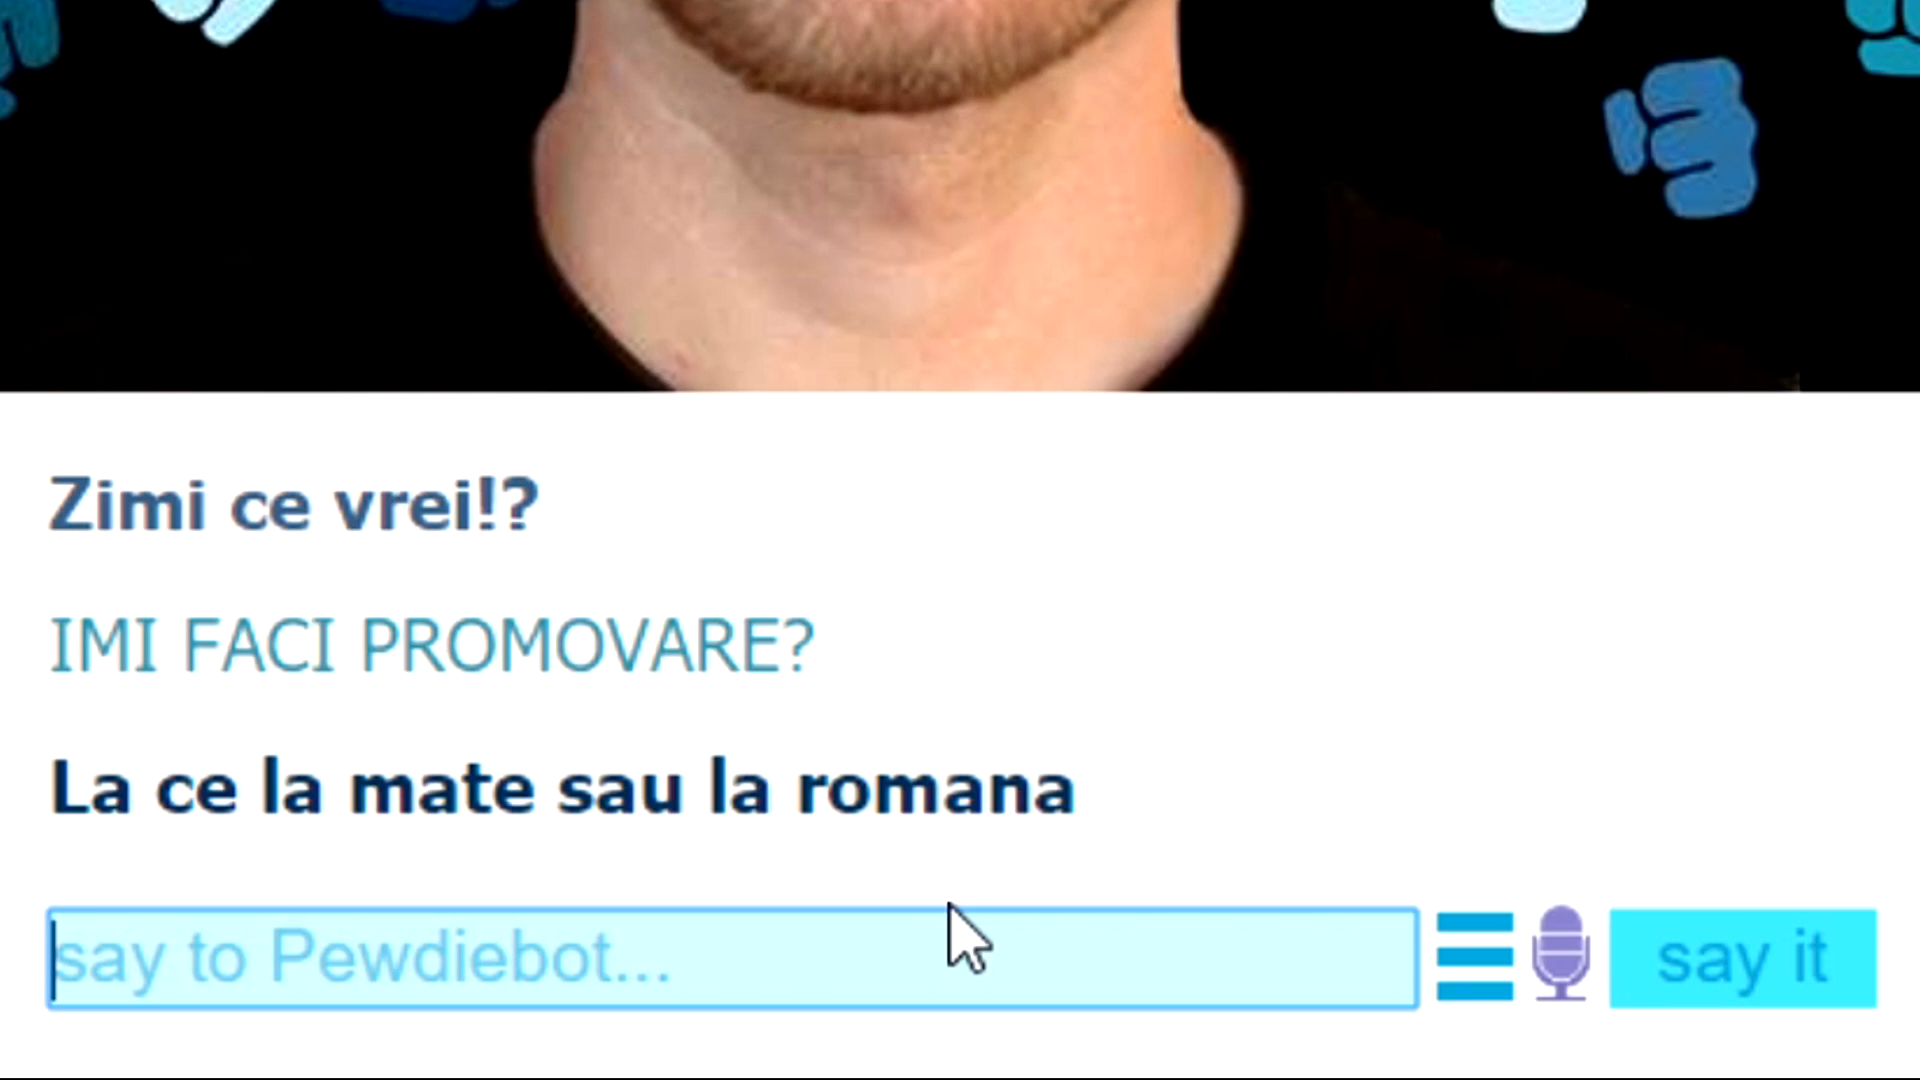 Zimi ce vrei!?
IMI FACI PROMOVARE?
La ce la mate sau la romana
say to Pewdiebot... say it